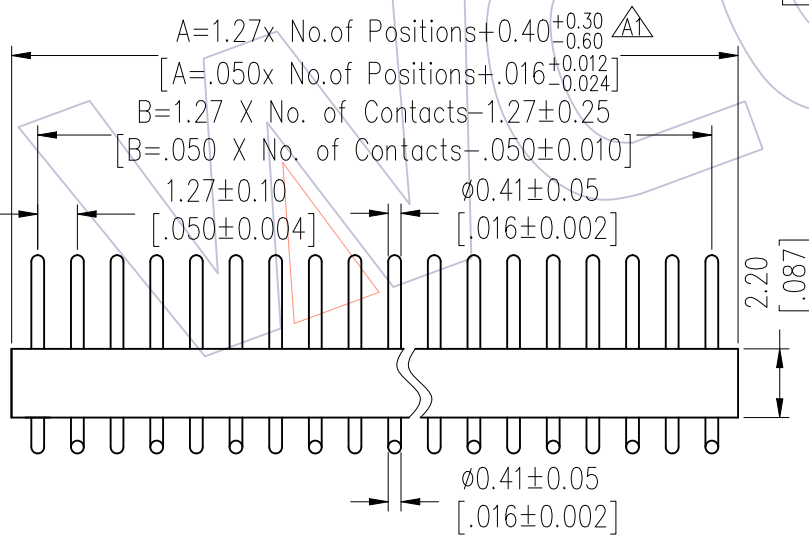 A=1.27x No.of Positions+0.40 +0.30 -0.60 A1
[A=.050x No.of Positions+.016 +0.012 -0.024]
B=1.27 X No. of Contacts-1.27±0.25
[B=.050 X No. of Contacts-.050±0.010]
1.27±0.10
[.050±0.004]
ø0.41±0.05
[.016±0.002]
2.20
[.087]
ø0.41±0.05
[.016±0.002]